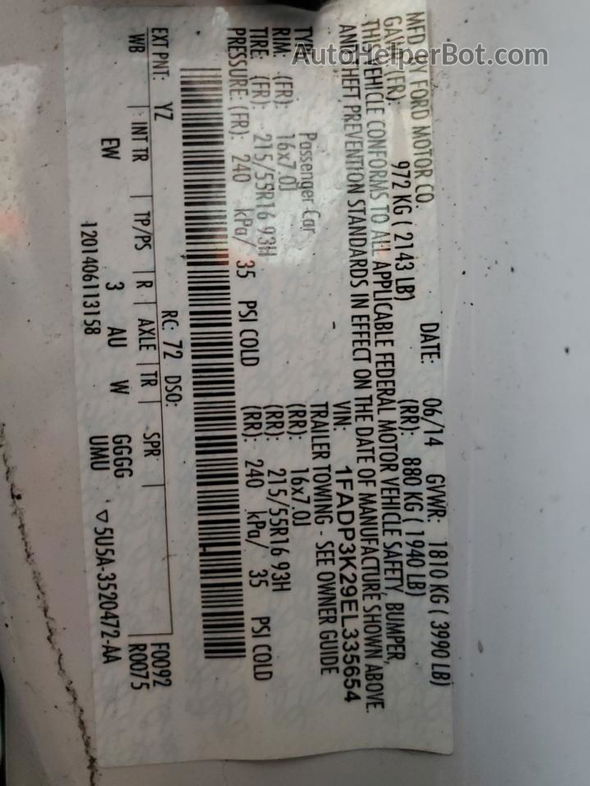 AutoHelperBot.com
MFD. BY FORD MOTOR CO.
DATE: 06/14 GVWR: 1810 KG ( 3990 LB)
GAWR (FR): 972 KG ( 2143 LB) (RR): 880 KG ( 1940 LB)
THIS VEHICLE CONFORMS TO ALL APPLICABLE FEDERAL MOTOR VEHICLE SAFETY, BUMPER,
AND THEFT PREVENTION STANDARDS IN EFFECT ON THE DATE OF MANUFACTURE SHOWN ABOVE.
VIN: 1FADP3K29EL335654
TYPE: Passenger Car TRAILER TOWING - SEE OWNER GUIDE
RIM: (FR): 16x7.0J (RR): 16x7.0J
TIRE: (FR): 215/55R16 93H (RR): 215/55R16 93H
PRESSURE: (FR): 240 kPa/ 35 PSI COLD (RR): 240 kPa/ 35 PSI COLD
EXT PNT: YZ RC: 72 DSO: F0092
WB INT TR TP/PS R AXLE TR SPR R0075
EW 3 AU W GGGG
UMU
1201406113158 ▽5U5A-3520472-AA